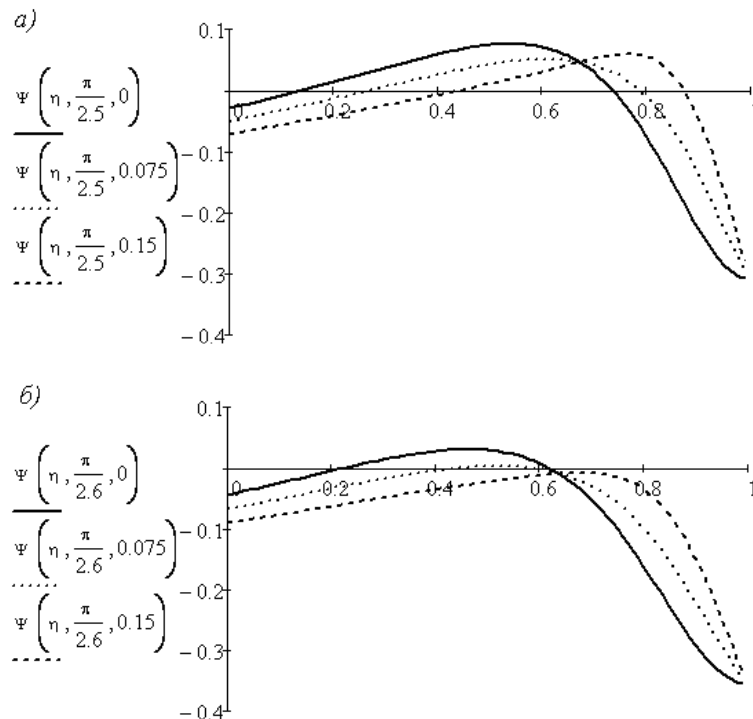 а)
Ψ(η, π/2.5, 0)
Ψ(η, π/2.5, 0.075)
Ψ(η, π/2.5, 0.15)
0.1
0 0.2 0.4 0.6 0.8 1
− 0.1
− 0.2
− 0.3
− 0.4
б)
Ψ(η, π/2.6, 0)
Ψ(η, π/2.6, 0.075)
Ψ(η, π/2.6, 0.15)
0.1
0 0.2 0.4 0.6 0.8 1
− 0.1
− 0.2
− 0.3
− 0.4